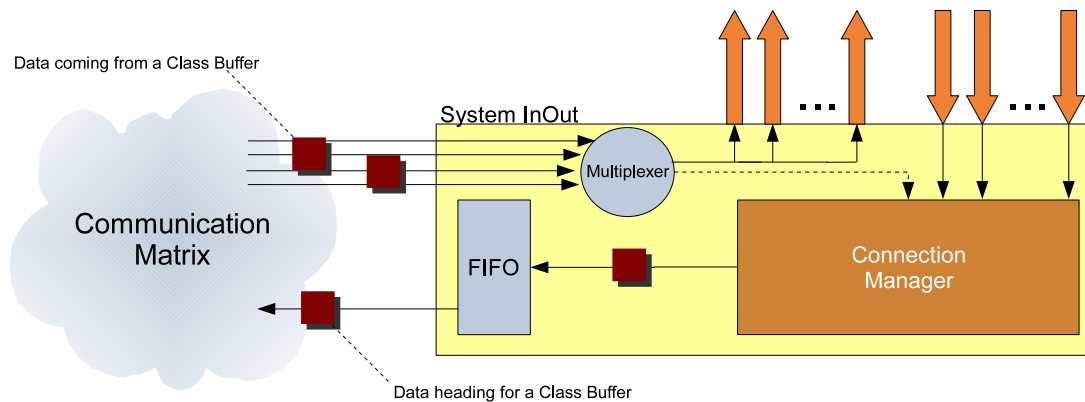 Data coming from a Class Buffer
System InOut
Multiplexer
Communication
Matrix
FIFO
Connection
Manager
Data heading for a Class Buffer